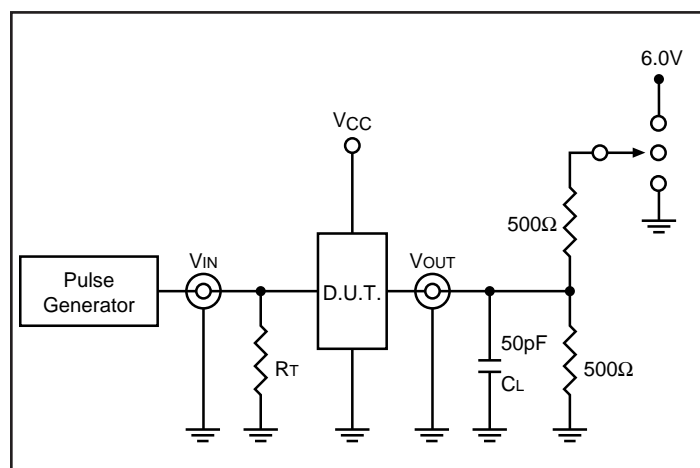 6.0V
VCC
500Ω
Pulse
Generator
VIN
D.U.T.
VOUT
RT
50pF
CL
500Ω